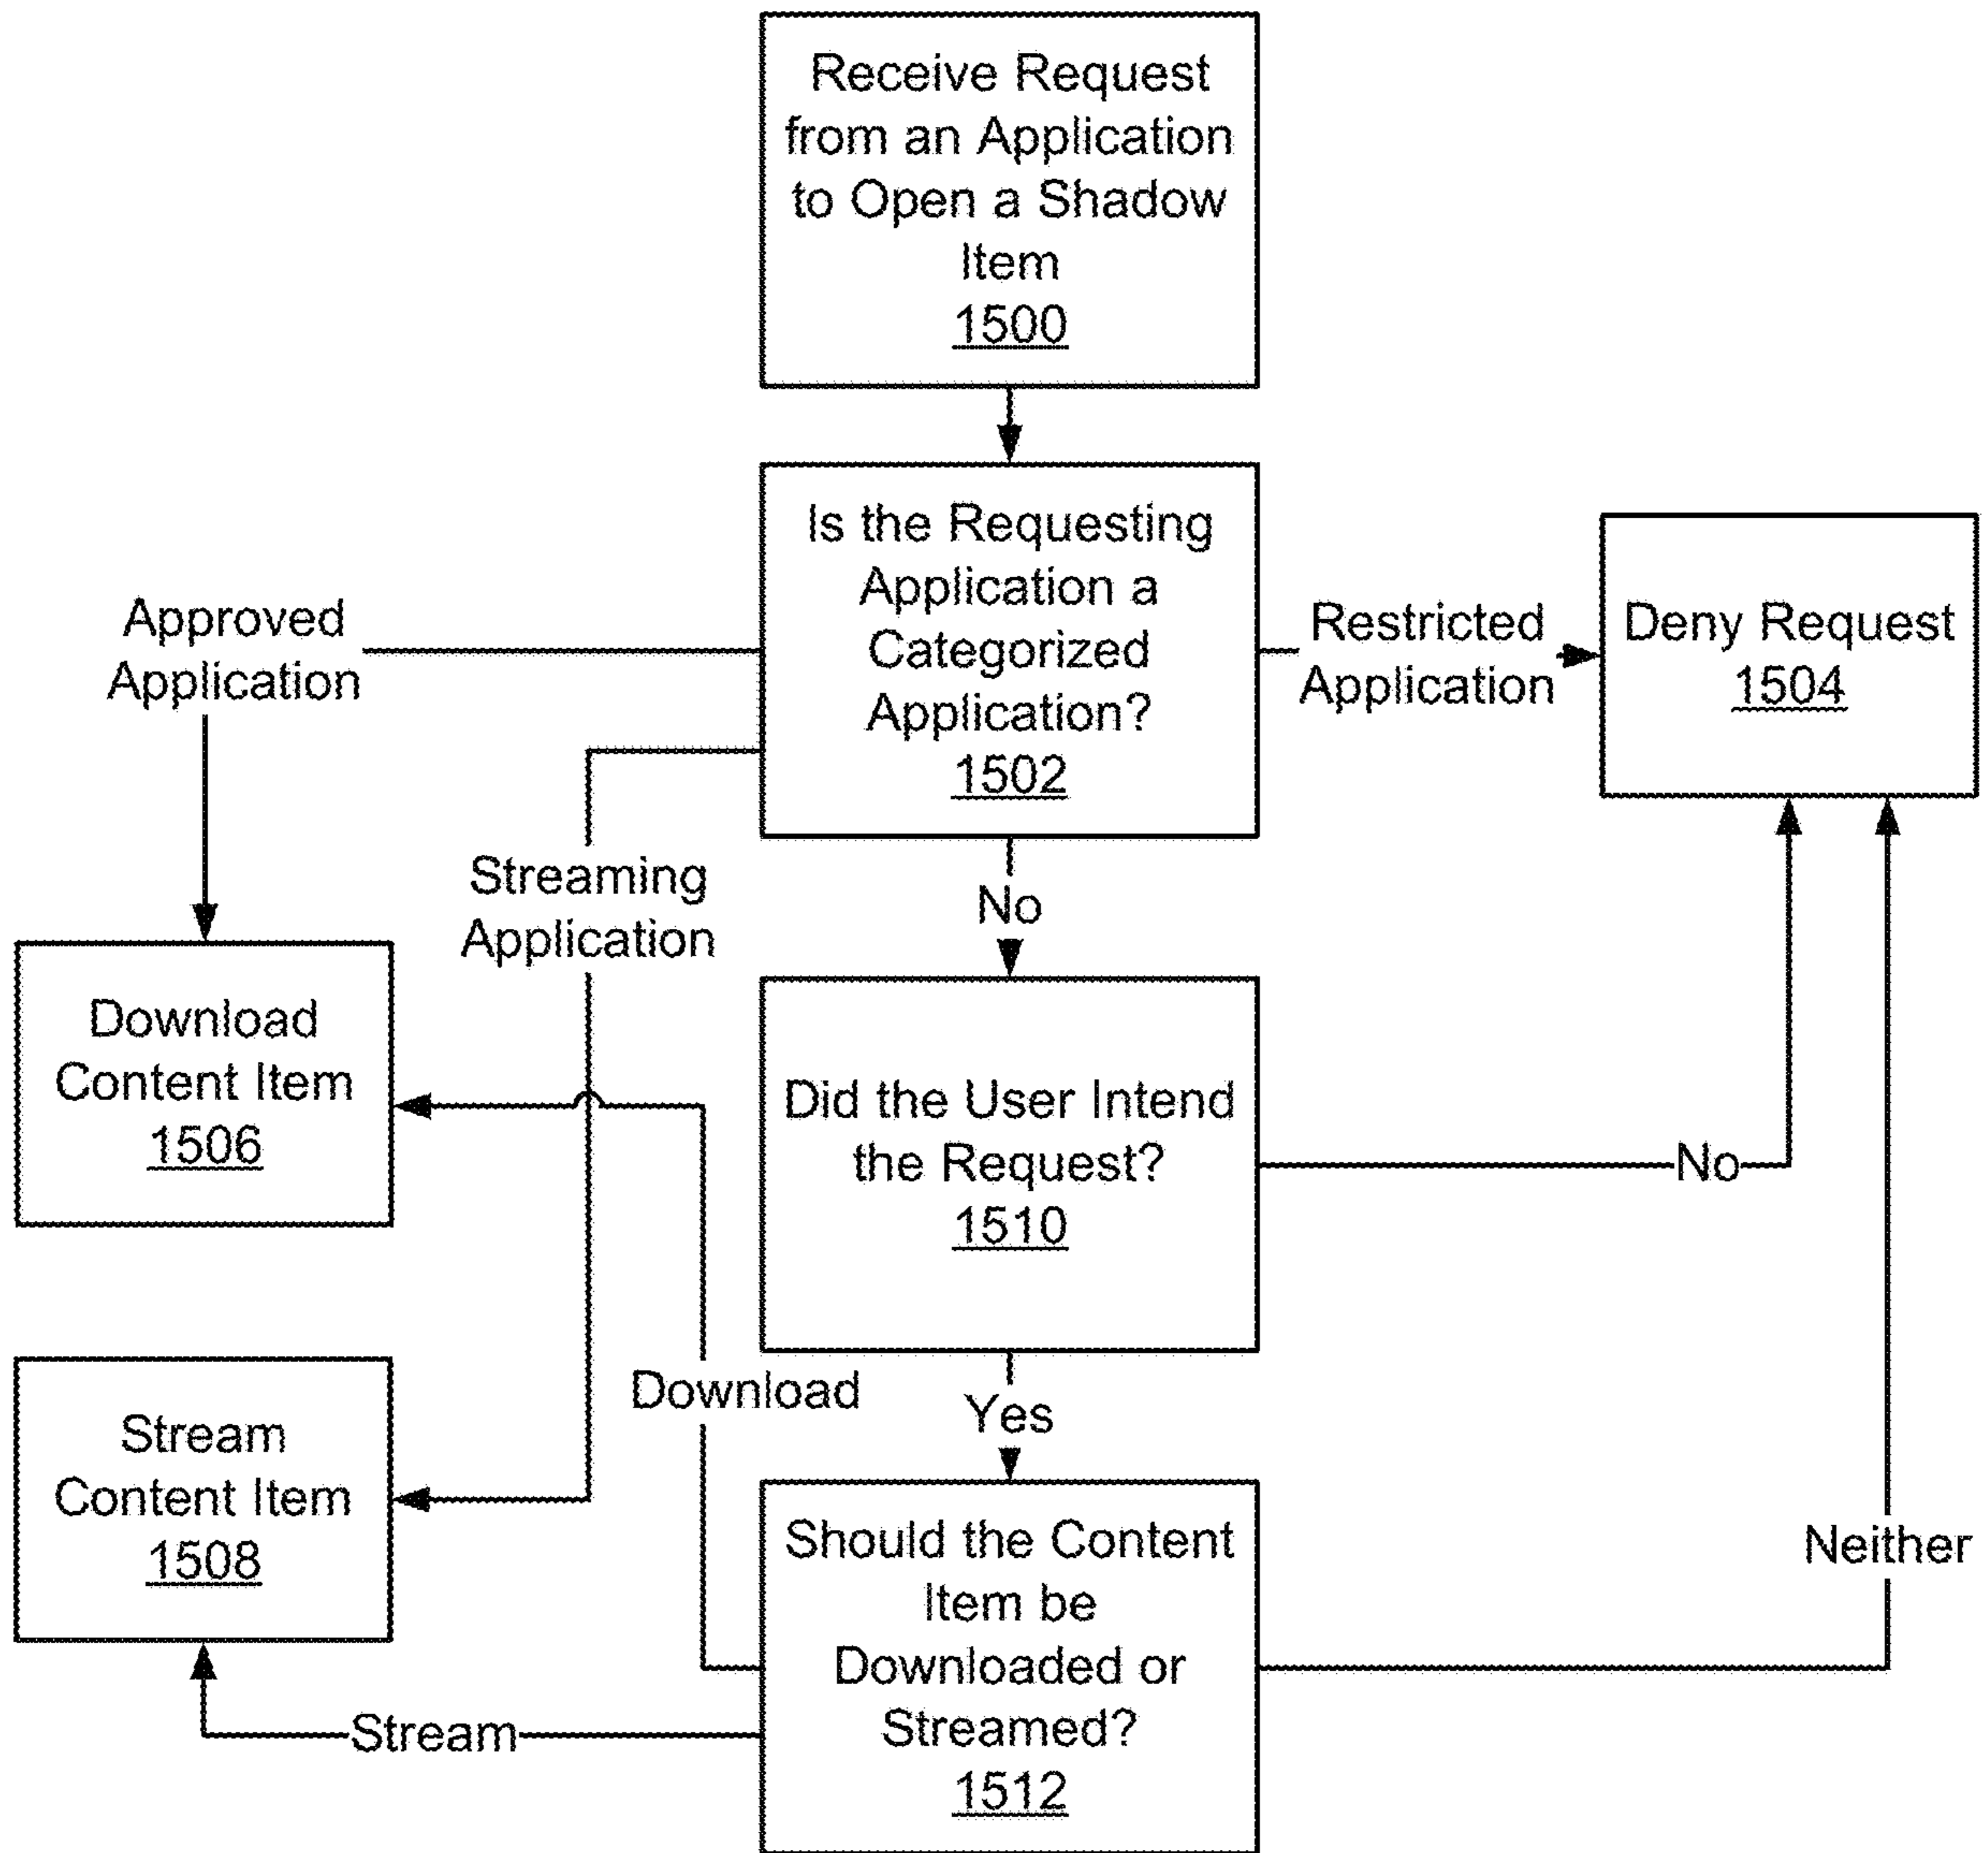 Receive Request
from an Application
to Open a Shadow
Item
1500
Is the Requesting
Application a
Categorized
Application?
1502
Approved
Application
Restricted
Application
Deny Request
1504
Streaming
Application
No
Download
Content Item
1506
Did the User Intend
the Request?
1510
No
Download
Yes
Stream
Content Item
1508
Should the Content
Item be
Downloaded or
Streamed?
1512
Neither
Stream